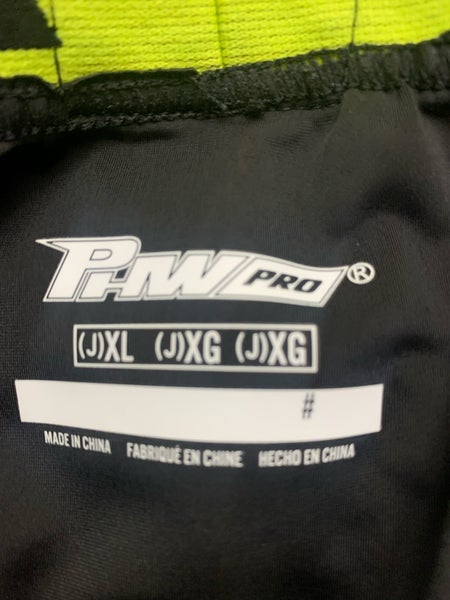 PHW PRO®
(J)XL (J)XG (J)XG
#
MADE IN CHINA FABRIQUÉ EN CHINE HECHO EN CHINA